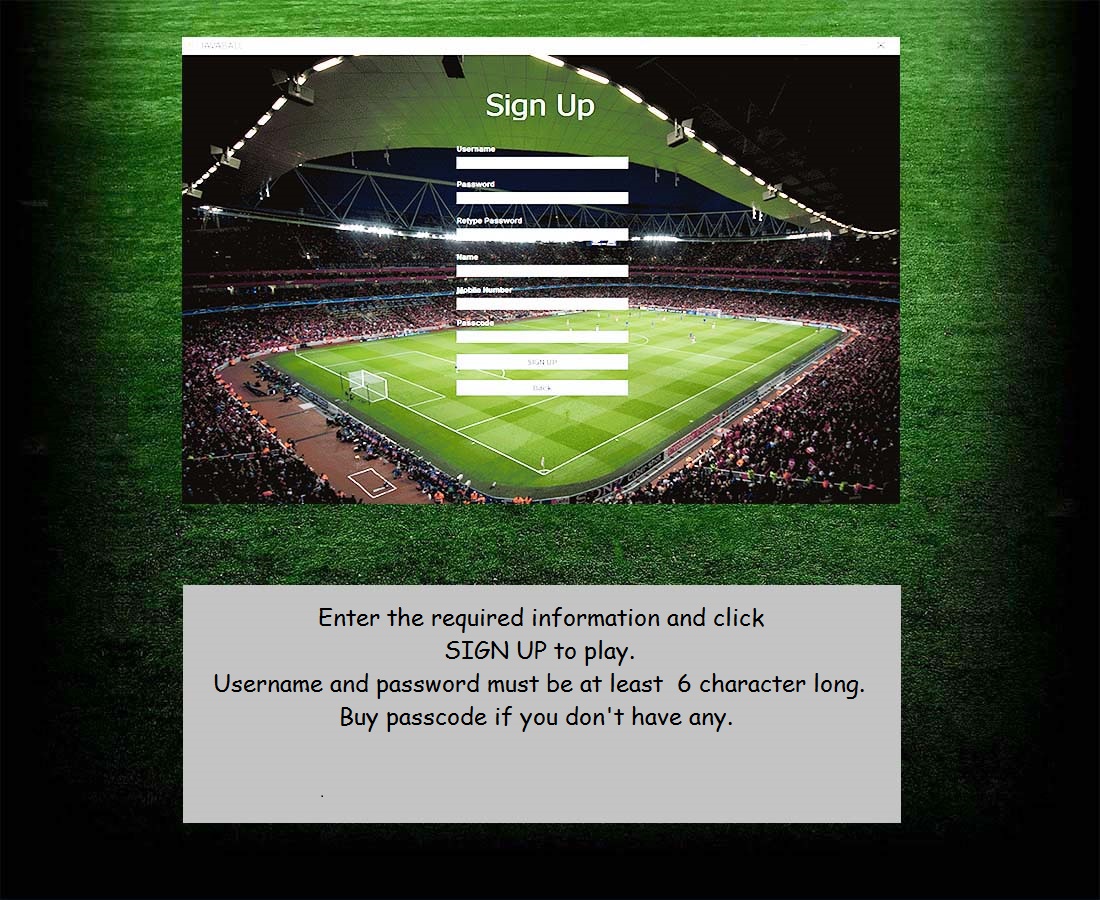 Sign Up
Username
Password
Retype Password
Name
Mobile Number
Passcode
SIGN UP
Back
Enter the required information and click
SIGN UP to play.
Username and password must be at least 6 character long.
Buy passcode if you don't have any.
.